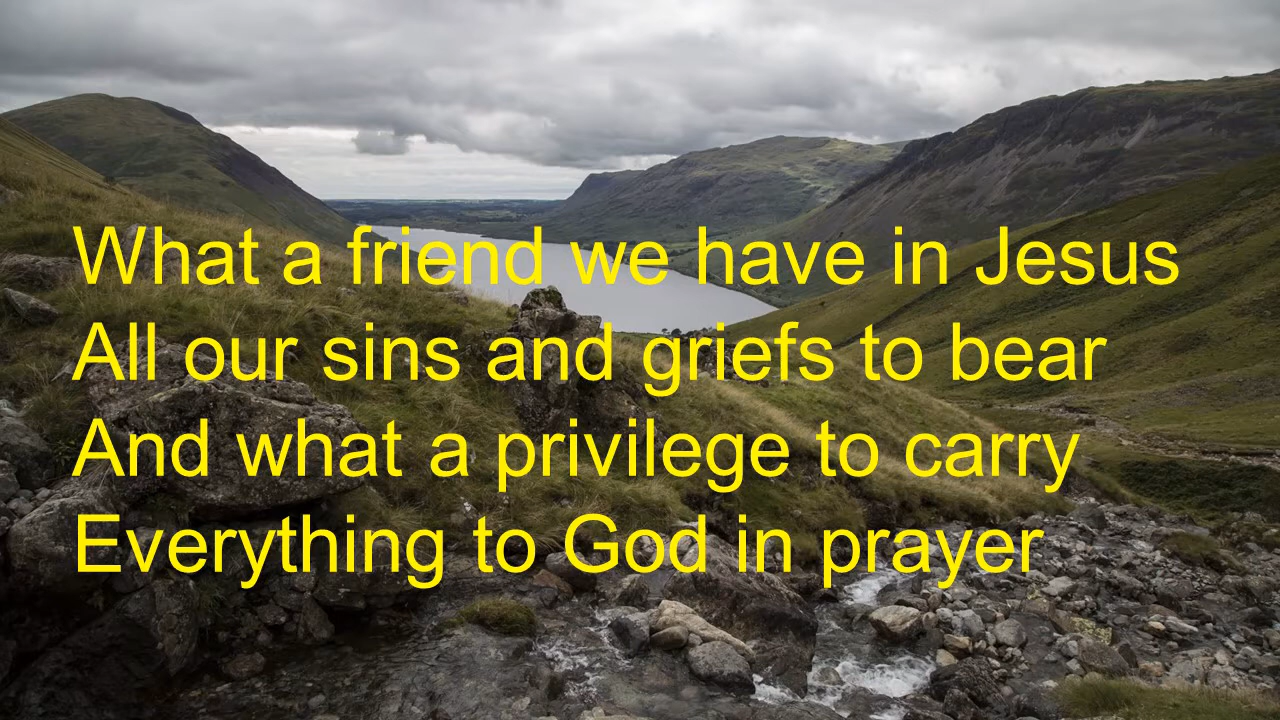 What a friend we have in Jesus
All our sins and griefs to bear
And what a privilege to carry
Everything to God in prayer